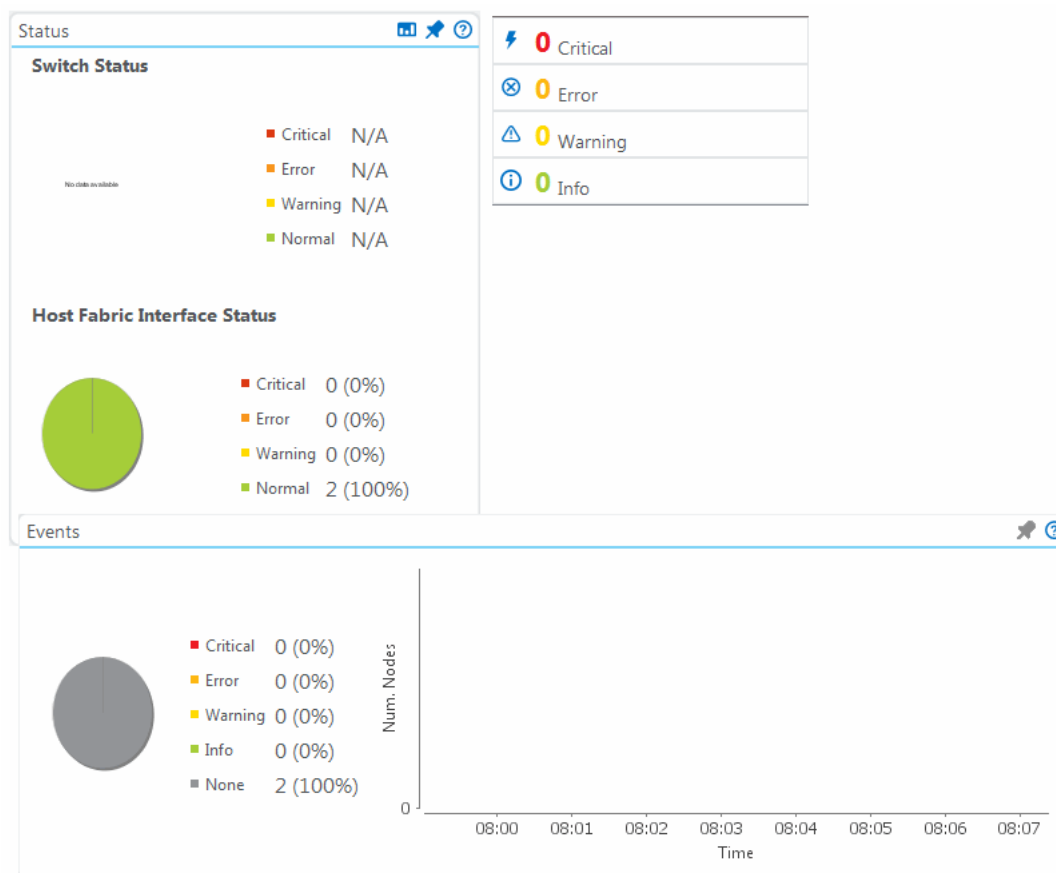 Status
Switch Status
No data available
Critical N/A
Error N/A
Warning N/A
Normal N/A
Host Fabric Interface Status
Critical 0 (0%)
Error 0 (0%)
Warning 0 (0%)
Normal 2 (100%)
0 Critical
0 Error
0 Warning
0 Info
Events
Critical 0 (0%)
Error 0 (0%)
Warning 0 (0%)
Info 0 (0%)
None 2 (100%)
Num. Nodes
0
08:00 08:01 08:02 08:03 08:04 08:05 08:06 08:07
Time